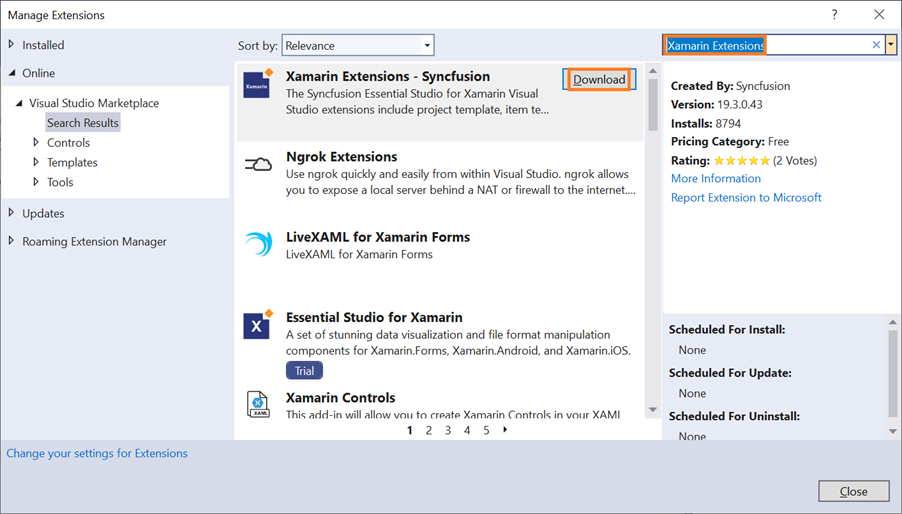 Manage Extensions
?
Installed
Online
Visual Studio Marketplace
Search Results
Controls
Templates
Tools
Updates
Roaming Extension Manager
Sort by: Relevance
Xamarin Extensions
Xamarin
Xamarin Extensions - Syncfusion
Download
The Syncfusion Essential Studio for Xamarin Visual
Studio extensions include project template, item te...
Ngrok Extensions
Use ngrok quickly and easily from within Visual Studio. ngrok allows
you to expose a local server behind a NAT or firewall to the internet....
LiveXAML for Xamarin Forms
LiveXAML for Xamarin Forms
X
Essential Studio for Xamarin
A set of stunning data visualization and file format manipulation
components for Xamarin.Forms, Xamarin.Android, and Xamarin.iOS.
Trial
XAML
Xamarin Controls
This add-in will allow you to create Xamarin Controls in your XAML
1 2 3 4 5
Created By: Syncfusion
Version: 19.3.0.43
Installs: 8794
Pricing Category: Free
Rating: (2 Votes)
More Information
Report Extension to Microsoft
Scheduled For Install:
None
Scheduled For Update:
None
Scheduled For Uninstall:
None
Change your settings for Extensions
Close